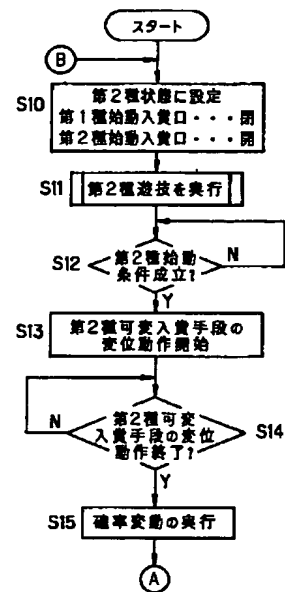 スタート
B
S10
第2種状態に設定
第1種始動入賞口・・・閉
第2種始動入賞口・・・開
S11
第2種遊技を実行
S12
第2種始動
条件成立?
N
Y
S13
第2種可変入賞手段の
変位動作開始
N
第2種可変
入賞手段の変位
動作終了?
S14
Y
S15
確率変動の実行
A